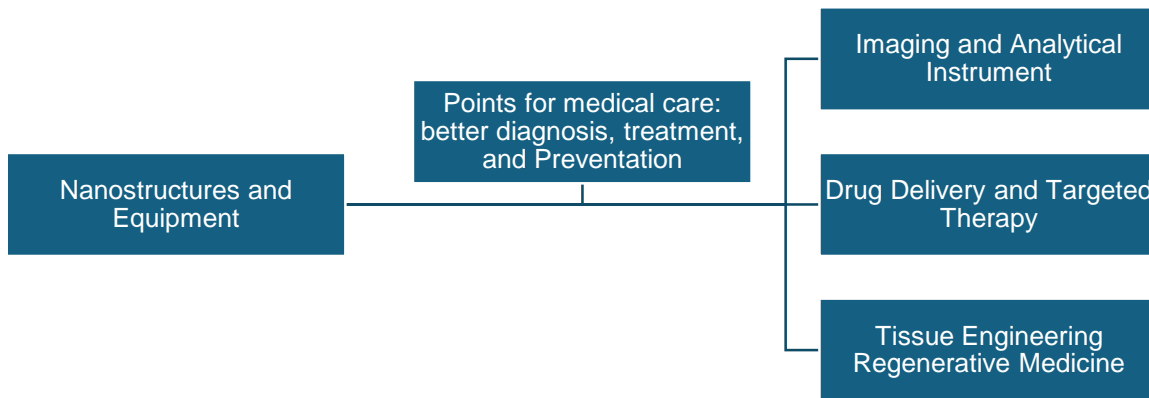 Nanostructures and
Equipment
Points for medical care:
better diagnosis, treatment,
and Preventation
Imaging and Analytical
Instrument
Drug Delivery and Targeted
Therapy
Tissue Engineering
Regenerative Medicine